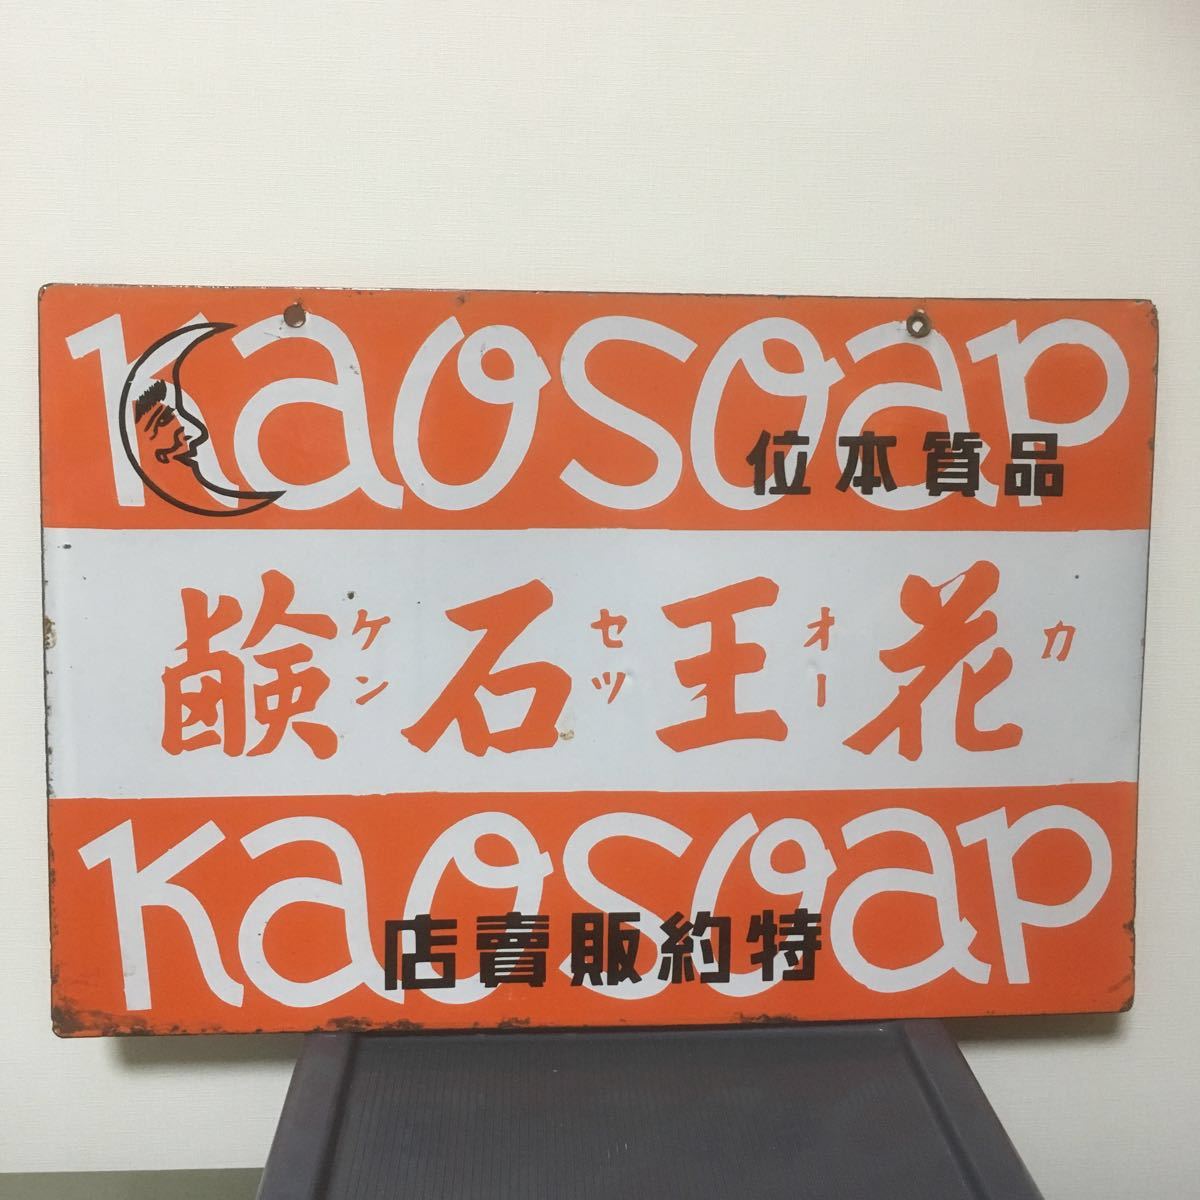 Kaosoap
品質本位
花王石鹸
カオーセッケン
Kaosoap
特約販賣店